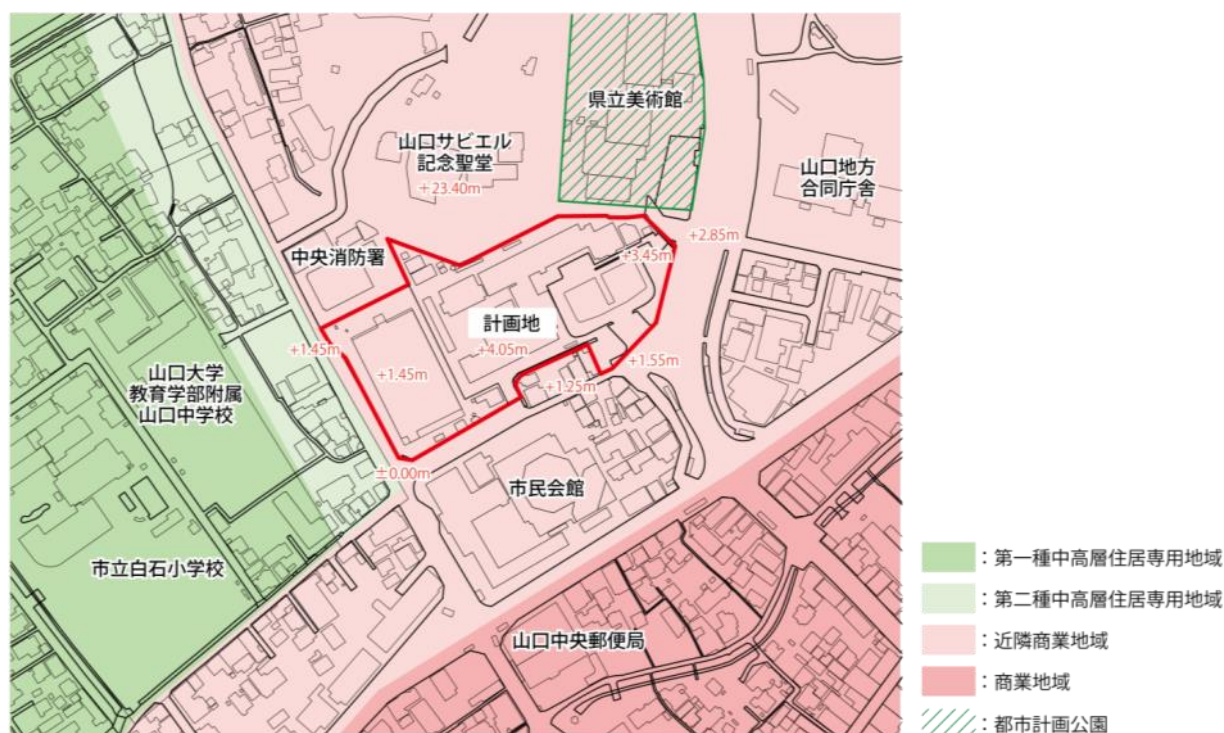 県立美術館
山口サビエル
記念聖堂
+23.40m
山口地方
合同庁舎
+2.85m
中央消防署
+3.45m
計画地
+4.05m
+1.45m
+1.45m
+1.55m
+1.25m
山口大学
教育学部附属
山口中学校
±0.00m
市民会館
市立白石小学校
山口中央郵便局
：第一種中高層住居専用地域
：第二種中高層住居専用地域
：近隣商業地域
：商業地域
：都市計画公園